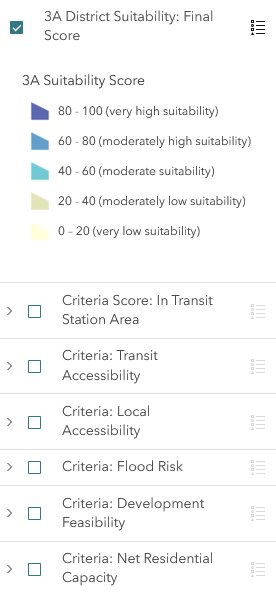 3A District Suitability: Final
Score
3A Suitability Score
80 - 100 (very high suitability)
60 - 80 (moderately high suitability)
40 - 60 (moderate suitability)
20 - 40 (moderately low suitability)
0 – 20 (very low suitability)
Criteria Score: In Transit
Station Area
Criteria: Transit
Accessibility
Criteria: Local
Accessibility
Criteria: Flood Risk
Criteria: Development
Feasibility
Criteria: Net Residential
Capacity